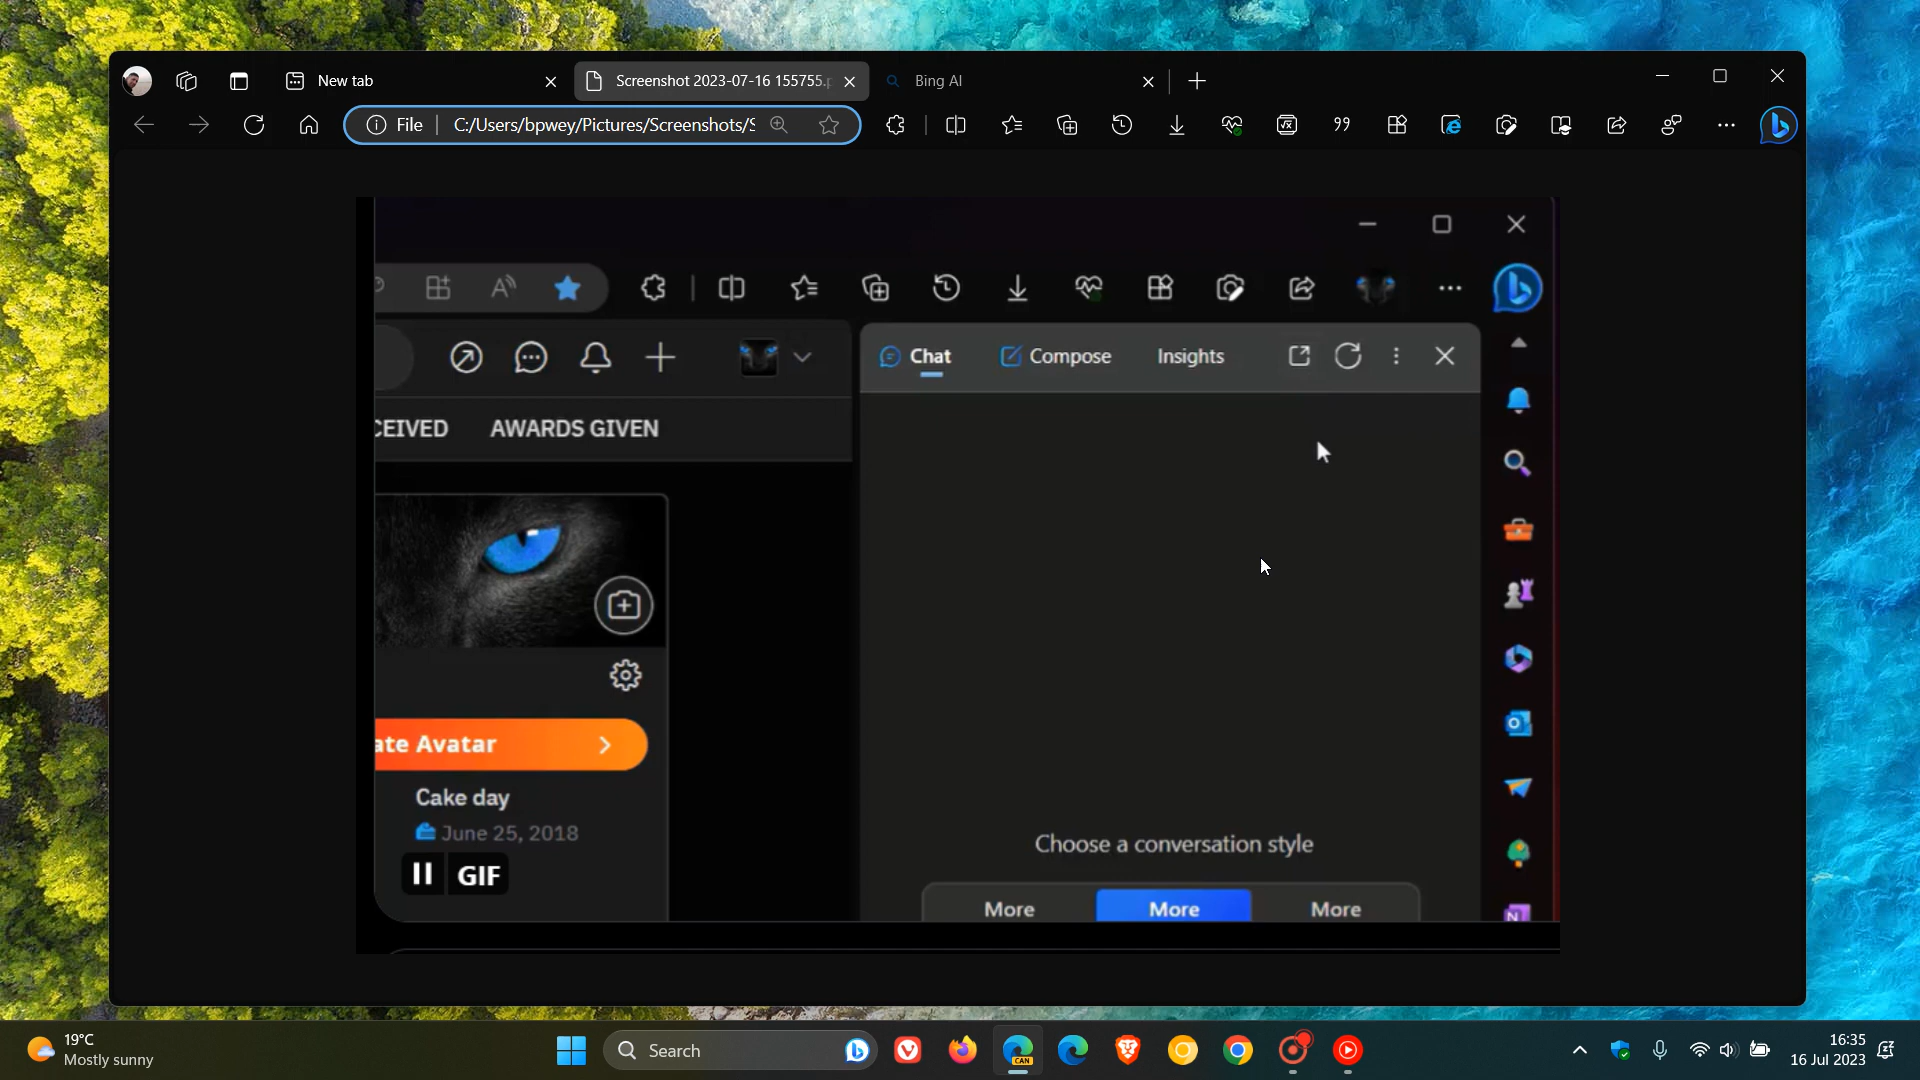 New tab
Screenshot 2023-07-16 155755.p
Bing AI
File
C:/Users/bpwey/Pictures/Screenshots/S
Chat
Compose
Insights
CEIVED
AWARDS GIVEN
ate Avatar
Cake day
June 25, 2018
GIF
Choose a conversation style
More
More
More
N
CAN
19°C
Mostly sunny
Search
16:35
16 Jul 2023